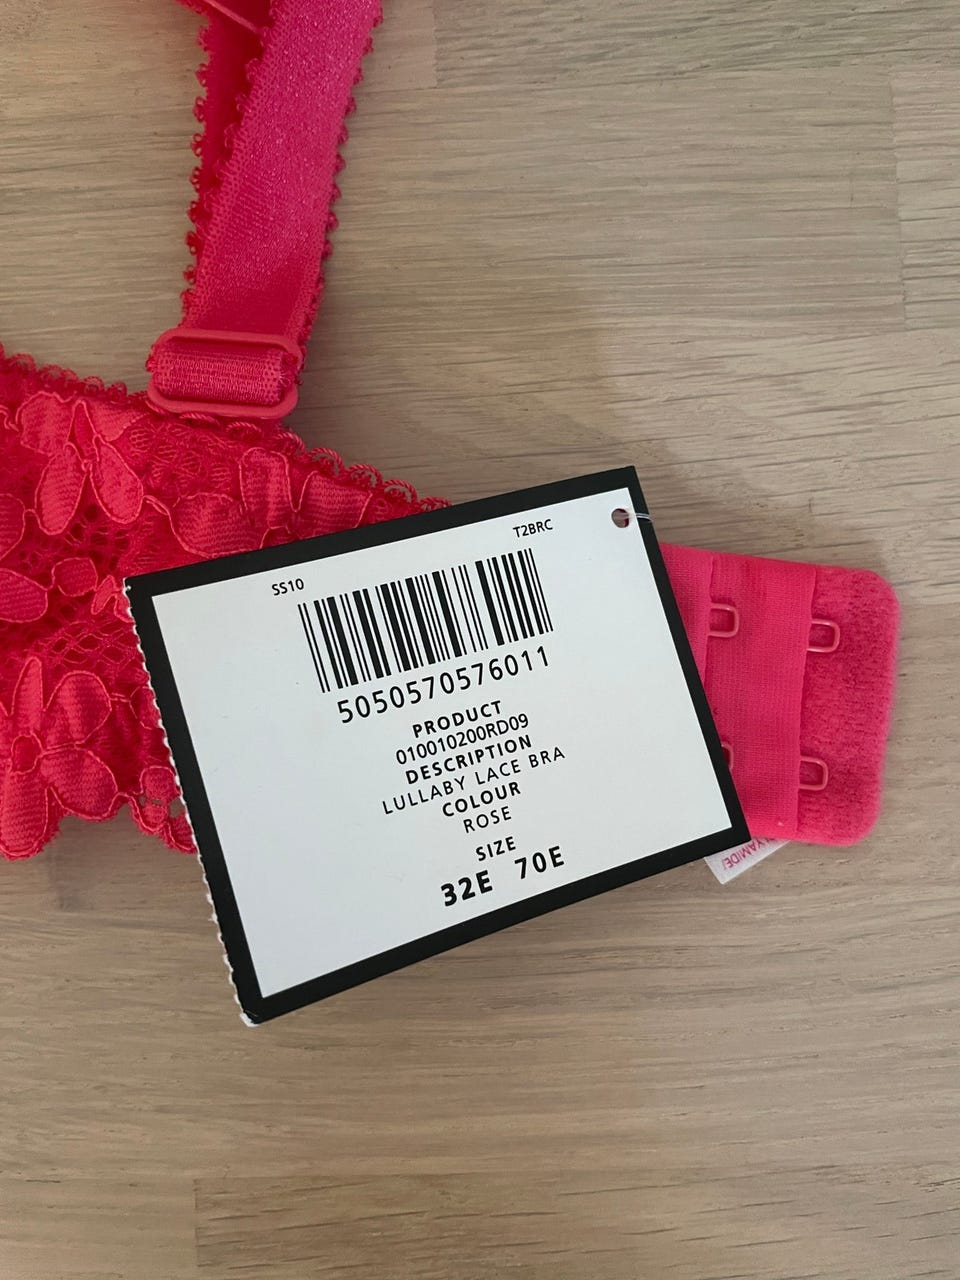 SS10
T2BRC
5050570576011
PRODUCT
010010200RD09
DESCRIPTION
LULLABY LACE BRA
COLOUR
ROSE
SIZE
32E 70E